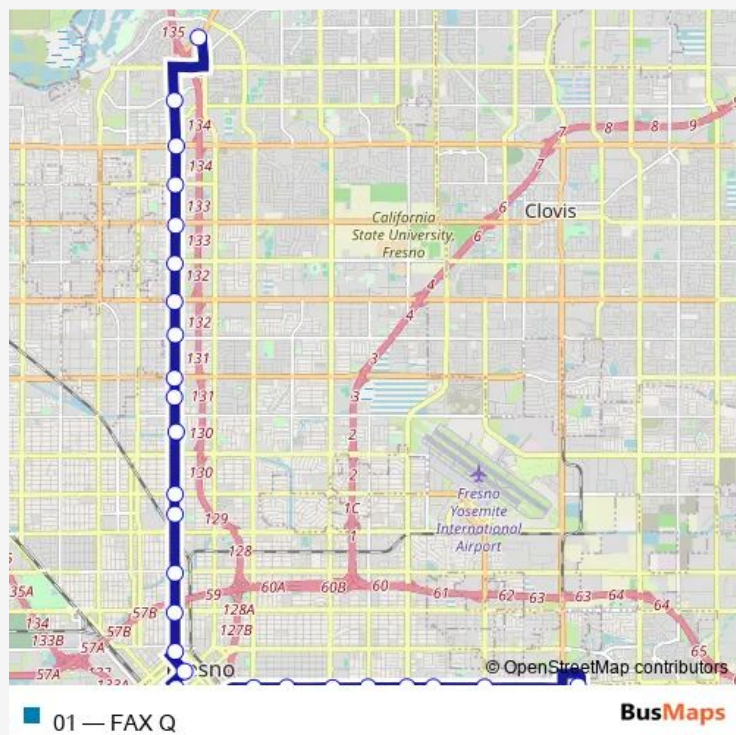 135
134
134
133
133
132
132
131
131
130
130
129
128
59
60A
60B
60
61
62
63
63
64
64
65
128A
127B
57B
57B
57A
57A
35A
134
133B
133A
7
7
8
8
9
6
6
4
4
3
3
2
2
1C
1
California
State University,
Fresno
Clovis
Fresno
Yosemite
International
Airport
esno
© OpenStreetMap contributors
01 — FAX Q
BusMaps